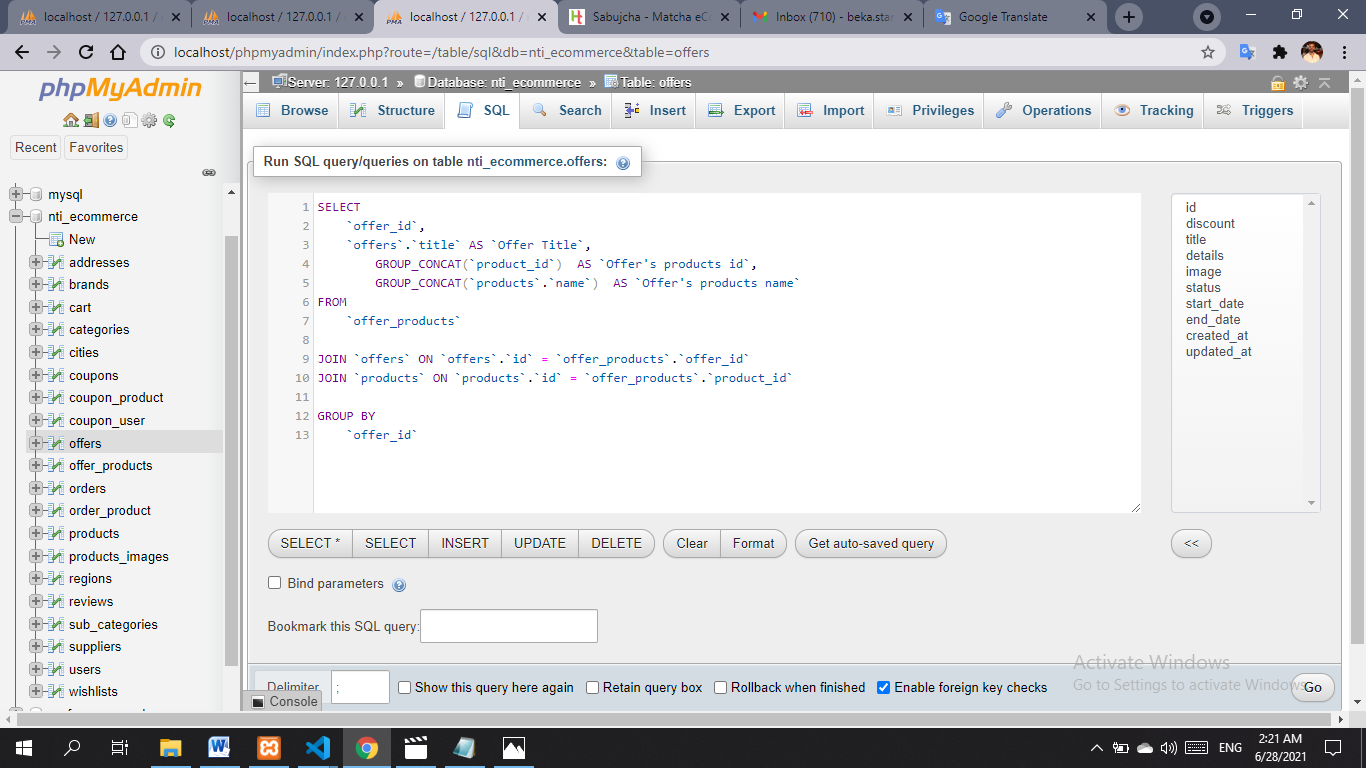 localhost / 127.0.0.1 /
localhost / 127.0.0.1 /
localhost / 127.0.0.1 /
Sabujcha - Matcha eC
Inbox (710) - beka.sta
Google Translate
localhost/phpmyadmin/index.php?route=/table/sql&db=nti_ecommerce&table=offers
phpMyAdmin
Recent Favorites
mysql
nti_ecommerce
New
addresses
brands
cart
categories
cities
coupons
coupon_product
coupon_user
offers
offer_products
orders
order_product
products
products_images
regions
reviews
sub_categories
suppliers
users
wishlists
Server: 127.0.0.1 » Database: nti_ecommerce » Table: offers
Browse Structure SQL Search Insert Export Import Privileges Operations Tracking Triggers
Run SQL query/queries on table nti_ecommerce.offers:
1 SELECT
2 `offer_id`,
3 `offers`.`title` AS `Offer Title`,
4 GROUP_CONCAT(`product_id`) AS `Offer's products id`,
5 GROUP_CONCAT(`products`.`name`) AS `Offer's products name`
6 FROM
7 `offer_products`
8
9 JOIN `offers` ON `offers`.`id` = `offer_products`.`offer_id`
10 JOIN `products` ON `products`.`id` = `offer_products`.`product_id`
11
12 GROUP BY
13 `offer_id`
id
discount
title
details
image
status
start_date
end_date
created_at
updated_at
SELECT * SELECT INSERT UPDATE DELETE Clear Format Get auto-saved query <<
Bind parameters
Bookmark this SQL query:
Activate Windows
Go to Settings to activate Windows.
Delimiter ; Show this query here again Retain query box Rollback when finished Enable foreign key checks Go
Console
ENG
2:21 AM
6/28/2021